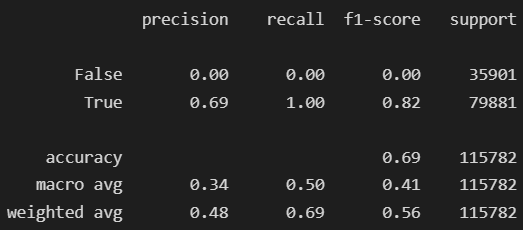 precision recall f1-score support
False 0.00 0.00 0.00 35901
True 0.69 1.00 0.82 79881
accuracy 0.69 115782
macro avg 0.34 0.50 0.41 115782
weighted avg 0.48 0.69 0.56 115782